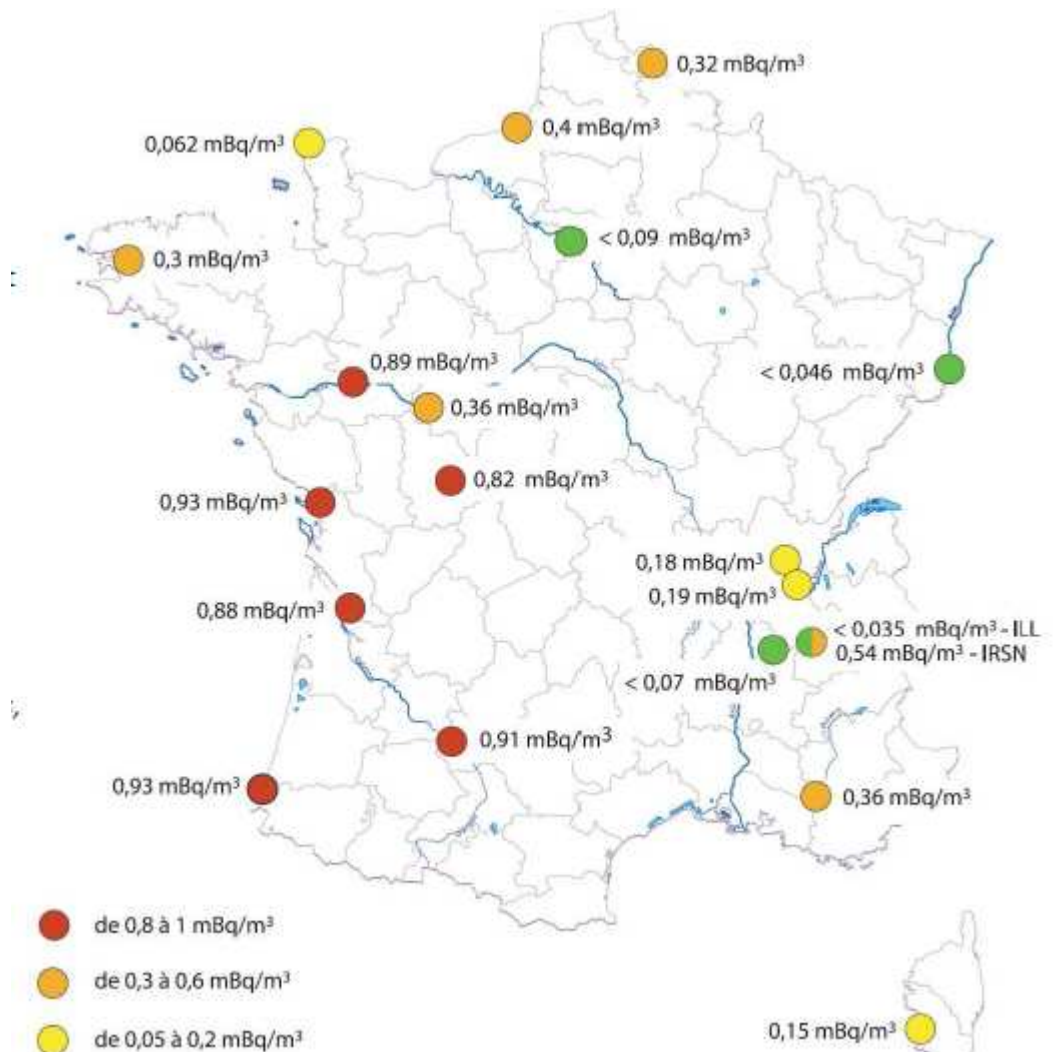 0,32 mBq/m³
0,4 mBq/m³
0,062 mBq/m³
< 0,09 mBq/m³
0,3 mBq/m³
0,89 mBq/m³
< 0,046 mBq/m³
0,36 mBq/m³
0,82 mBq/m³
0,93 mBq/m³
0,18 mBq/m³
0,19 mBq/m³
0,88 mBq/m³
< 0,035 mBq/m³ - ILL
0,54 mBq/m³ - IRSN
< 0,07 mBq/m³
0,91 mBq/m³
0,93 mBq/m³
0,36 mBq/m³
de 0,8 à 1 mBq/m³
de 0,3 à 0,6 mBq/m³
de 0,05 à 0,2 mBq/m³
0,15 mBq/m³